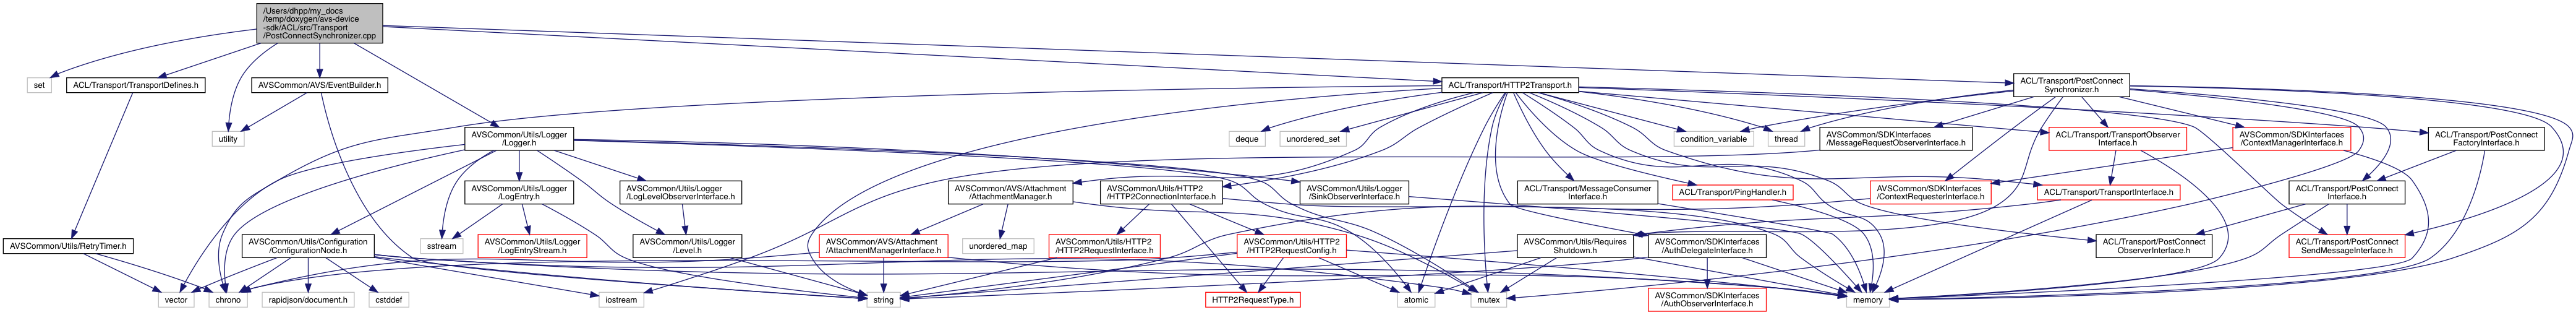 /Users/dhpp/my_docs
/temp/doxygen/avs-device
-sdk/ACL/src/Transport
/PostConnectSynchronizer.cpp
set
ACL/Transport/TransportDefines.h
AVSCommon/AVS/EventBuilder.h
ACL/Transport/HTTP2Transport.h
ACL/Transport/PostConnect
Synchronizer.h
utility
AVSCommon/Utils/Logger
/Logger.h
deque
unordered_set
condition_variable
thread
AVSCommon/SDKInterfaces
/MessageRequestObserverInterface.h
ACL/Transport/TransportObserver
Interface.h
AVSCommon/SDKInterfaces
/ContextManagerInterface.h
ACL/Transport/PostConnect
FactoryInterface.h
AVSCommon/Utils/Logger
/LogEntry.h
AVSCommon/Utils/Logger
/LogLevelObserverInterface.h
AVSCommon/AVS/Attachment
/AttachmentManager.h
AVSCommon/Utils/HTTP2
/HTTP2ConnectionInterface.h
AVSCommon/Utils/Logger
/SinkObserverInterface.h
ACL/Transport/MessageConsumer
Interface.h
ACL/Transport/PingHandler.h
AVSCommon/SDKInterfaces
/ContextRequesterInterface.h
ACL/Transport/TransportInterface.h
ACL/Transport/PostConnect
Interface.h
AVSCommon/Utils/RetryTimer.h
AVSCommon/Utils/Configuration
/ConfigurationNode.h
sstream
AVSCommon/Utils/Logger
/LogEntryStream.h
AVSCommon/Utils/Logger
/Level.h
AVSCommon/AVS/Attachment
/AttachmentManagerInterface.h
unordered_map
AVSCommon/Utils/HTTP2
/HTTP2RequestInterface.h
AVSCommon/Utils/HTTP2
/HTTP2RequestConfig.h
AVSCommon/Utils/Requires
Shutdown.h
AVSCommon/SDKInterfaces
/AuthDelegateInterface.h
ACL/Transport/PostConnect
ObserverInterface.h
ACL/Transport/PostConnect
SendMessageInterface.h
vector
chrono
rapidjson/document.h
cstddef
iostream
string
HTTP2RequestType.h
atomic
mutex
AVSCommon/SDKInterfaces
/AuthObserverInterface.h
memory